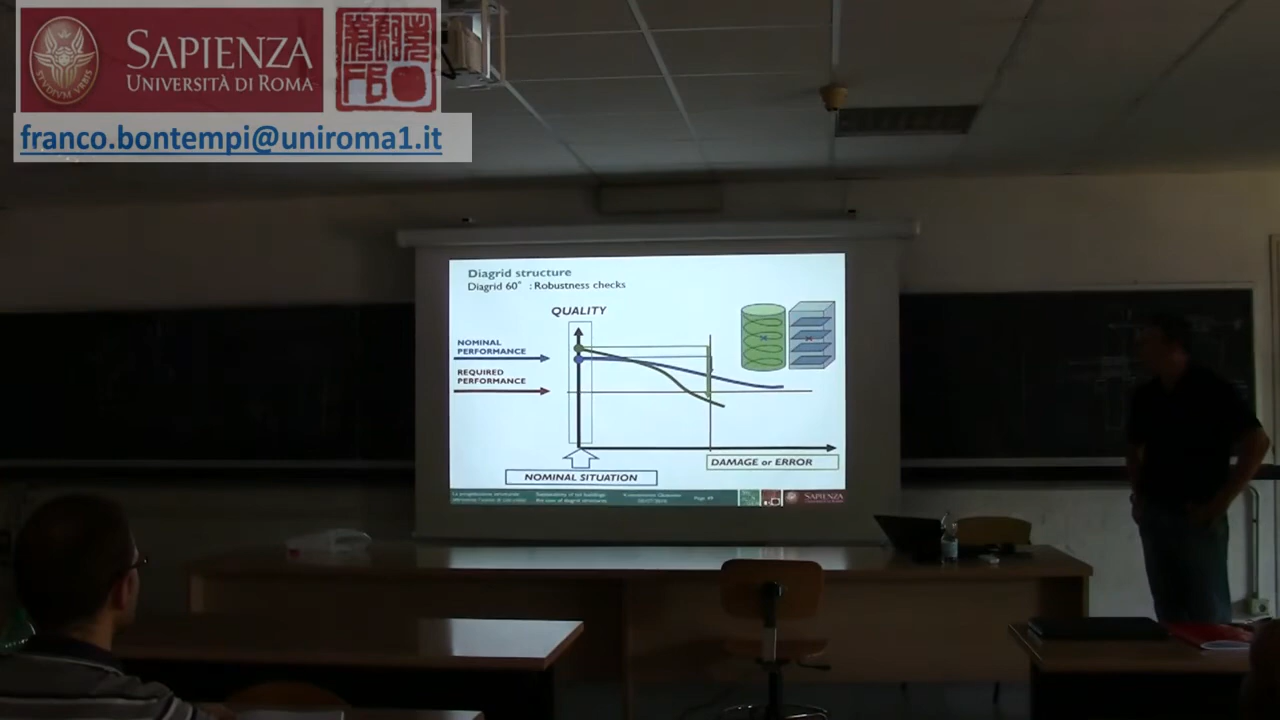 SAPIENZA
UNIVERSITÀ DI ROMA
franco.bontempi@uniroma1.it
Diagrid structure
Diagrid 60° : Robustness checks
QUALITY
NOMINAL
PERFORMANCE
REQUIRED
PERFORMANCE
DAMAGE or ERROR
NOMINAL SITUATION
SAPIENZA